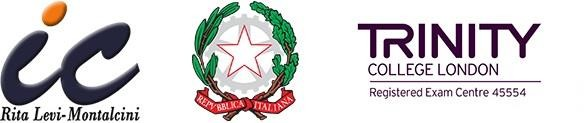 ic
Rita Levi-Montalcini
REPVBBLICA ITALIANA
TRINITY
COLLEGE LONDON
Registered Exam Centre 45554